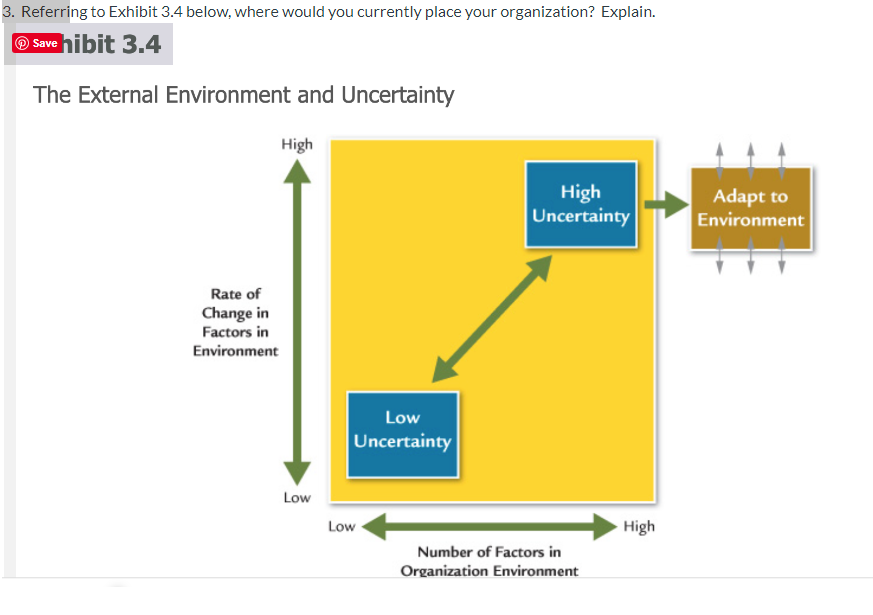 3. Referring to Exhibit 3.4 below, where would you currently place your organization? Explain.
Save hibit 3.4
The External Environment and Uncertainty
High
High
Uncertainty
Adapt to
Environment
Rate of
Change in
Factors in
Environment
Low
Uncertainty
Low
Low
High
Number of Factors in
Organization Environment